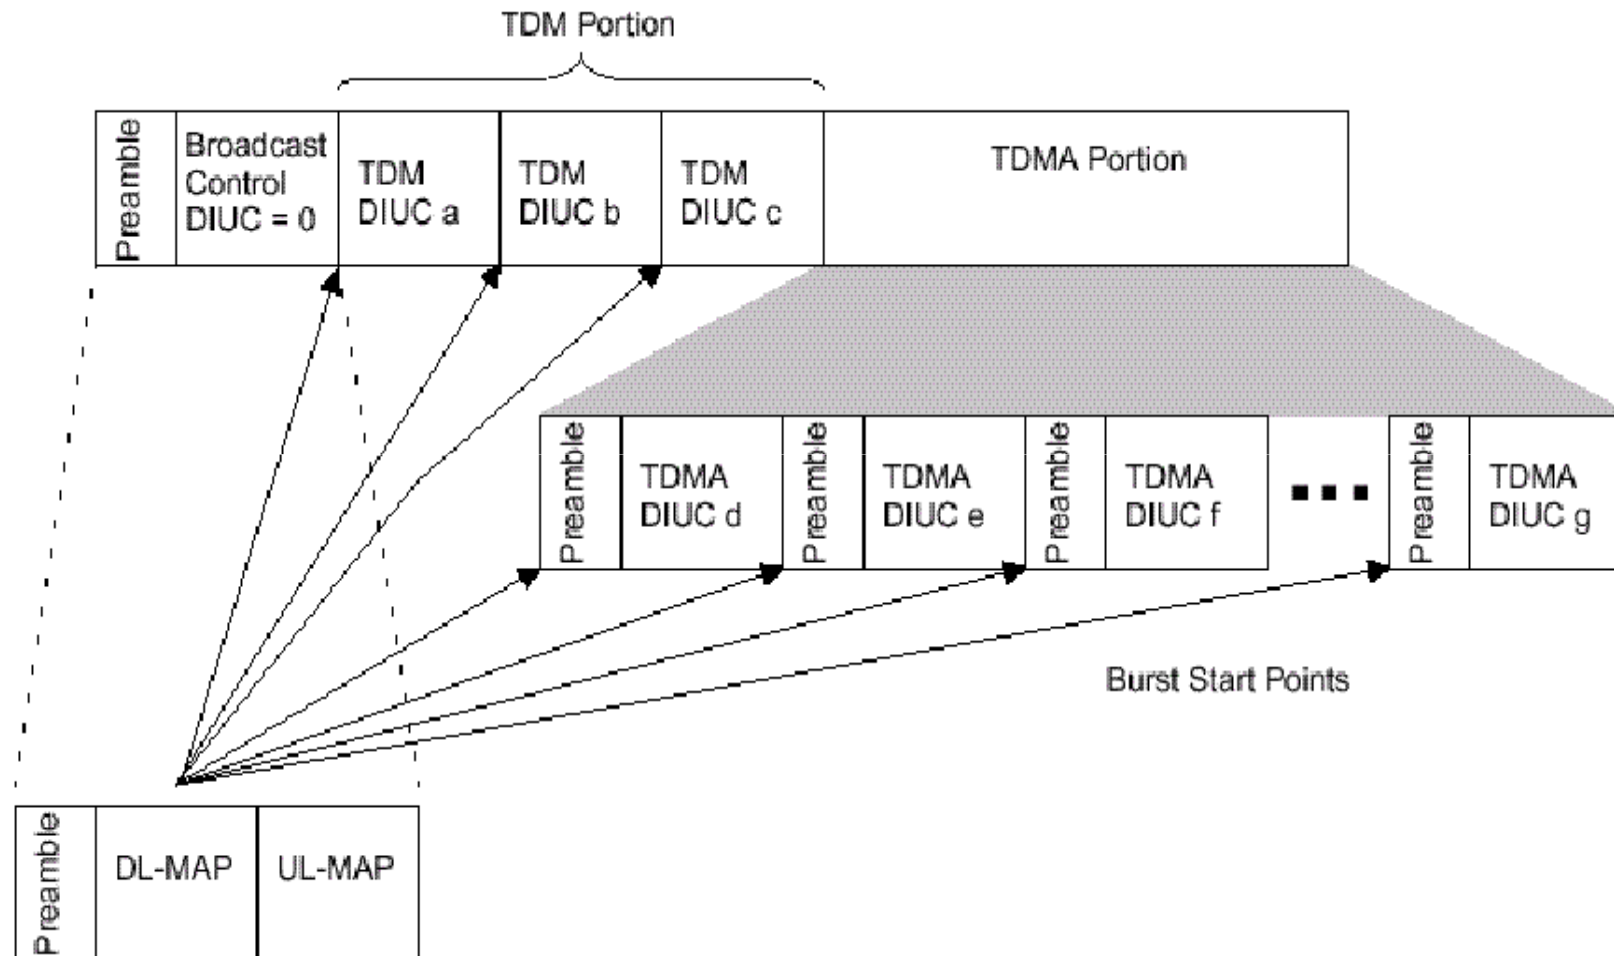 TDM Portion
Preamble
Broadcast
Control
DIUC = 0
TDM
DIUC a
TDM
DIUC b
TDM
DIUC c
TDMA Portion
Preamble
TDMA
DIUC d
Preamble
TDMA
DIUC e
Preamble
TDMA
DIUC f
Preamble
TDMA
DIUC g
Burst Start Points
Preamble
DL-MAP
UL-MAP